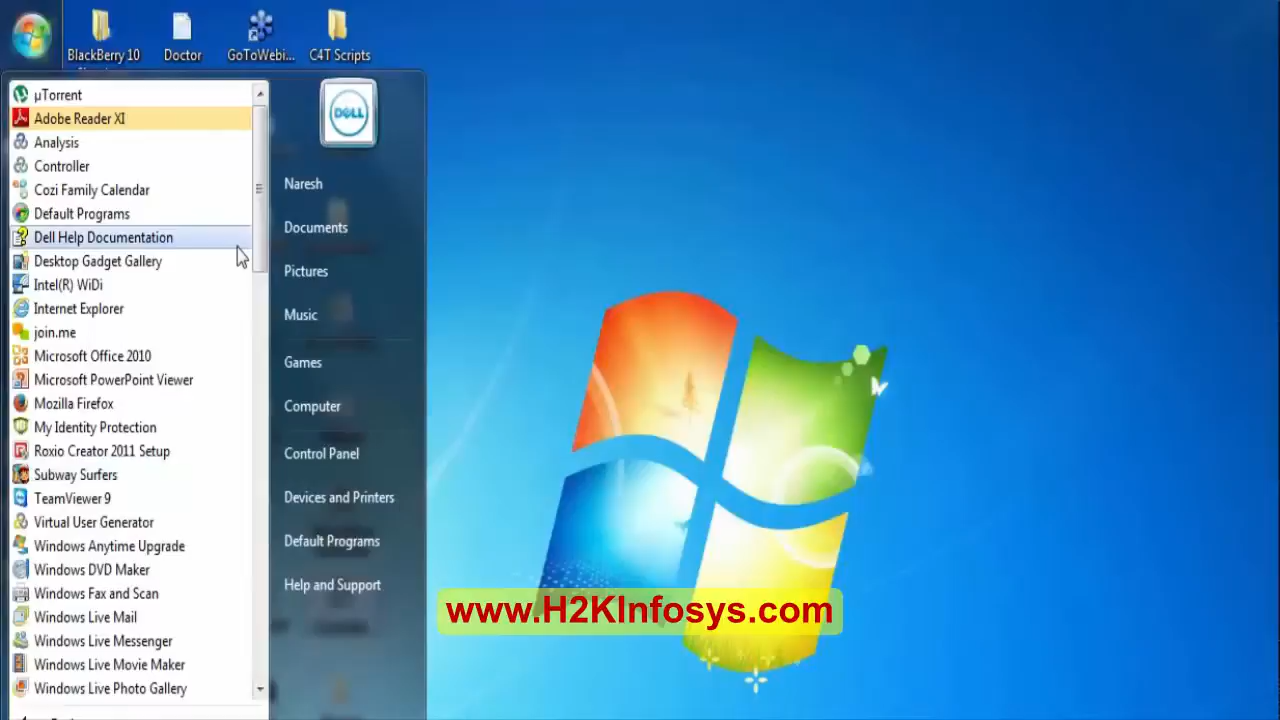 BlackBerry 10
Doctor
GoToWebi...
C4T Scripts
µTorrent
Adobe Reader XI
Analysis
Controller
Cozi Family Calendar
Default Programs
Dell Help Documentation
Desktop Gadget Gallery
Intel(R) WiDi
Internet Explorer
join.me
Microsoft Office 2010
Microsoft PowerPoint Viewer
Mozilla Firefox
My Identity Protection
Roxio Creator 2011 Setup
Subway Surfers
TeamViewer 9
Virtual User Generator
Windows Anytime Upgrade
Windows DVD Maker
Windows Fax and Scan
Windows Live Mail
Windows Live Messenger
Windows Live Movie Maker
Windows Live Photo Gallery
DELL
Naresh
Documents
Pictures
Music
Games
Computer
Control Panel
Devices and Printers
Default Programs
Help and Support
www.H2KInfosys.com